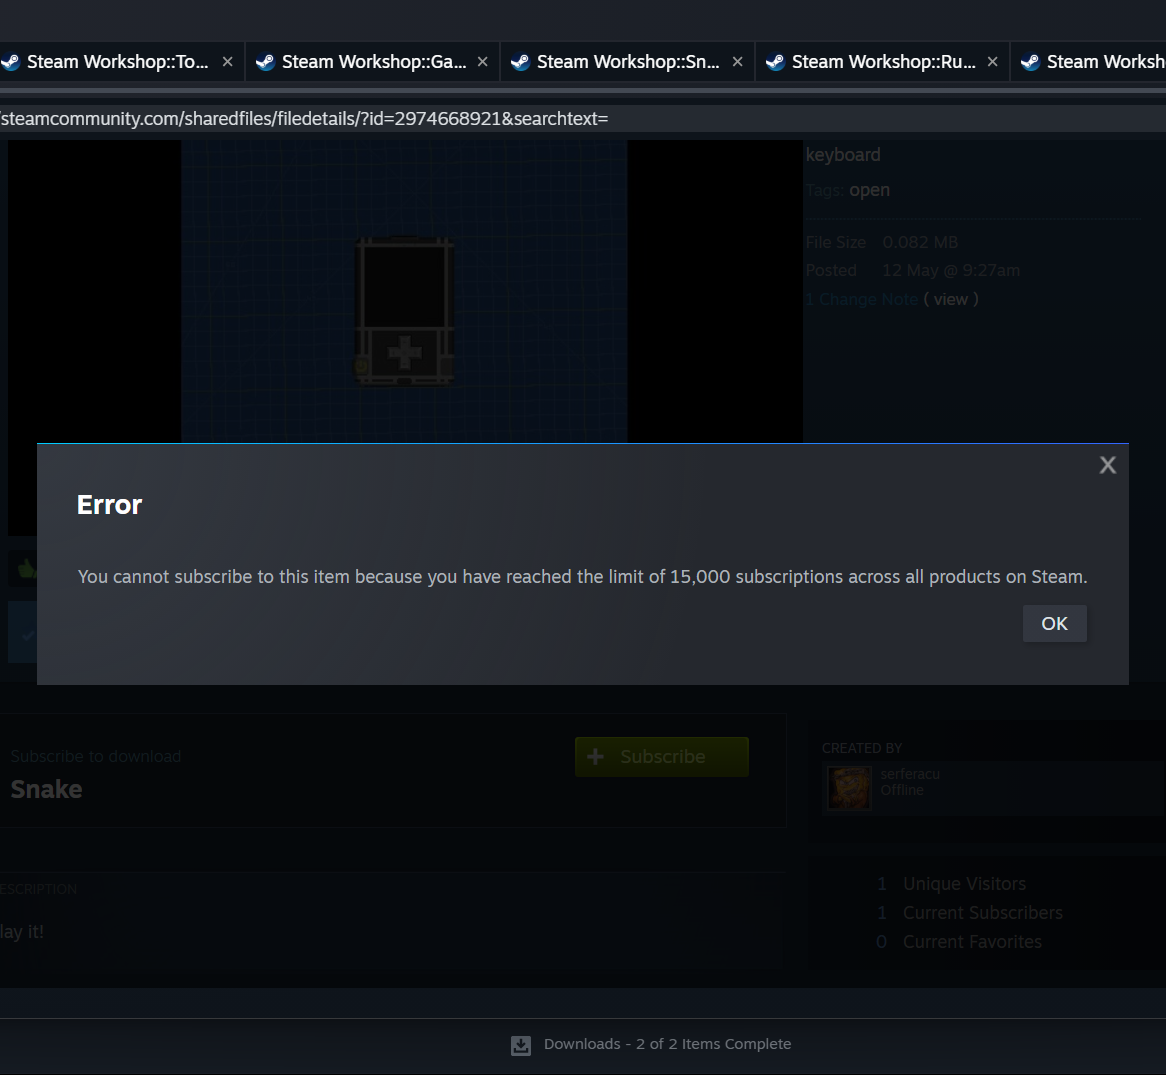 Steam Workshop::To... Steam Workshop::Ga... Steam Workshop::Sn... Steam Workshop::Ru... Steam Worksh
/steamcommunity.com/sharedfiles/filedetails/?id=2974668921&searchtext=
keyboard
Tags: open
File Size 0.082 MB
Posted 12 May @ 9:27am
1 Change Note ( view )
X
Error
You cannot subscribe to this item because you have reached the limit of 15,000 subscriptions across all products on Steam.
OK
Subscribe to download
Snake
Subscribe
CREATED BY
serferacu
Offline
ESCRIPTION
lay it!
1 Unique Visitors
1 Current Subscribers
0 Current Favorites
Downloads - 2 of 2 Items Complete